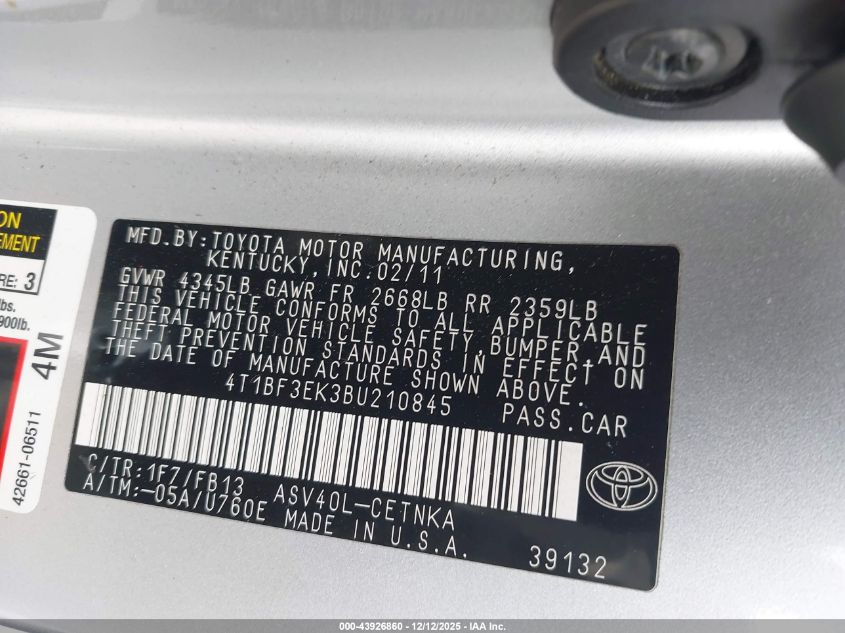 ON
EMENT
RE: 3
lbs.
900lb.
4M
42661-06511
MFD.BY:TOYOTA MOTOR MANUFACTURING,
KENTUCKY,INC.02/11
GVWR 4345LB GAWR FR 2668LB RR 2359LB
THIS VEHICLE CONFORMS TO ALL APPLICABLE
FEDERAL MOTOR VEHICLE SAFETY,BUMPER,AND
THEFT PREVENTION STANDARDS IN EFFECT ON
THE DATE OF MANUFACTURE SHOWN ABOVE.
4T1BF3EK3BU210845 PASS.CAR
C/TR:1F7/FB13 ASV40L-CETNKA
A/TM:-05A/U760E MADE IN U.S.A.
39132
000-43926860 - 12/12/2025 - IAA Inc.